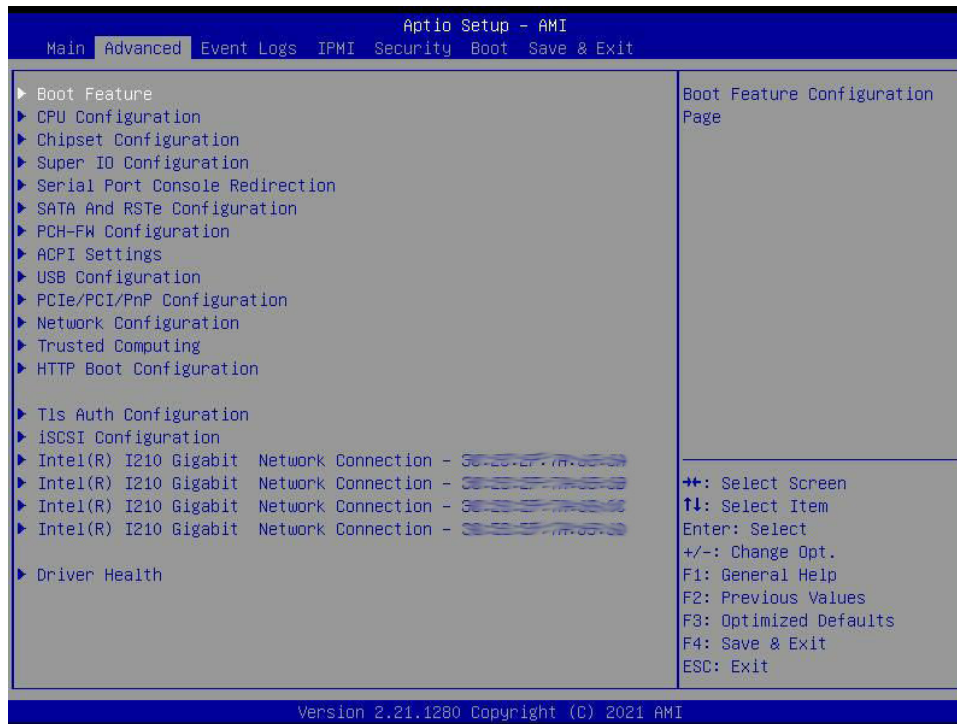 Aptio Setup - AMI
Main Advanced Event Logs IPMI Security Boot Save & Exit
▶ Boot Feature
▶ CPU Configuration
▶ Chipset Configuration
▶ Super IO Configuration
▶ Serial Port Console Redirection
▶ SATA And RSTe Configuration
▶ PCH-FW Configuration
▶ ACPI Settings
▶ USB Configuration
▶ PCIe/PCI/PnP Configuration
▶ Network Configuration
▶ Trusted Computing
▶ HTTP Boot Configuration
▶ Tls Auth Configuration
▶ iSCSI Configuration
▶ Intel(R) I210 Gigabit Network Connection -
▶ Intel(R) I210 Gigabit Network Connection -
▶ Intel(R) I210 Gigabit Network Connection -
▶ Intel(R) I210 Gigabit Network Connection -
▶ Driver Health
Boot Feature Configuration
Page
→←: Select Screen
↑↓: Select Item
Enter: Select
+/-: Change Opt.
F1: General Help
F2: Previous Values
F3: Optimized Defaults
F4: Save & Exit
ESC: Exit
Version 2.21.1280 Copyright (C) 2021 AMI